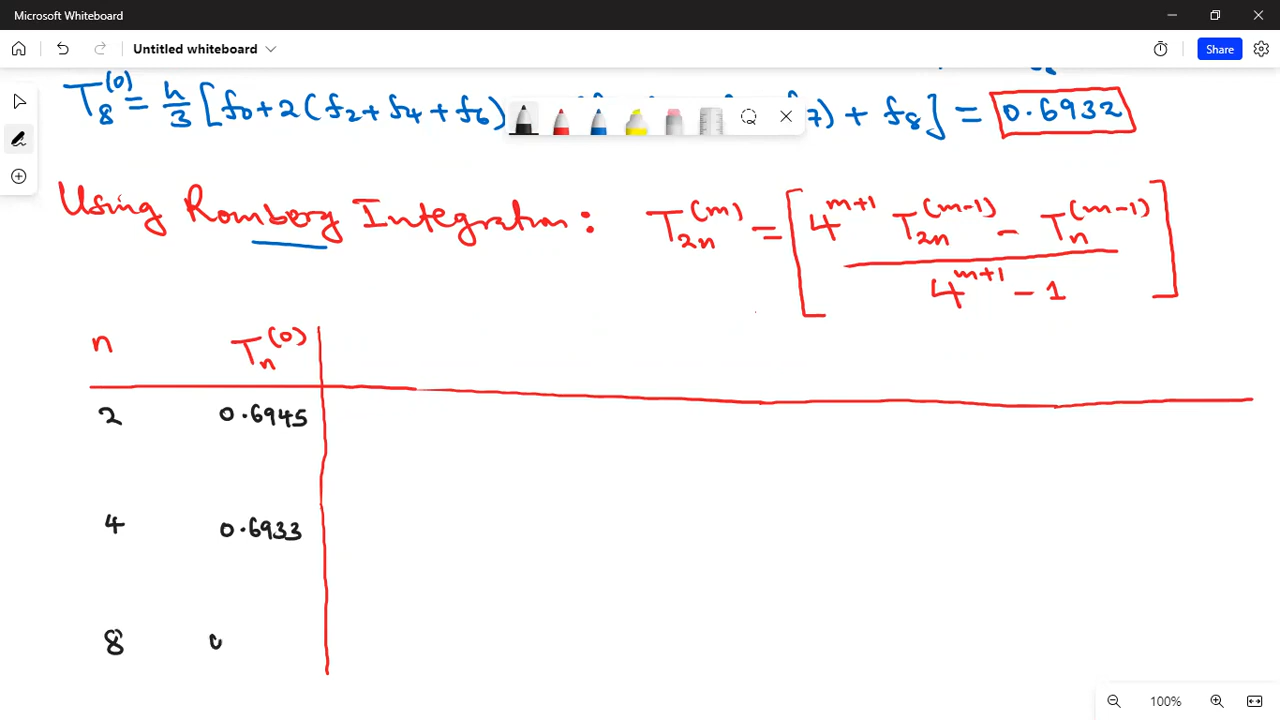 Microsoft Whiteboard
Untitled whiteboard
Share
T₈⁽⁰⁾ = h/3 [f₀ + 2(f₂ + f₄ + f₆) 7) + f₈] = 0.6932
Using Romberg Integration: T₂ₙ⁽ᵐ⁾ = [(4^(m+1) T₂ₙ^(m-1) - Tₙ^(m-1)) / (4^(m+1) - 1)]
n Tₙ⁽⁰⁾
2 0.6945
4 0.6933
8
100%